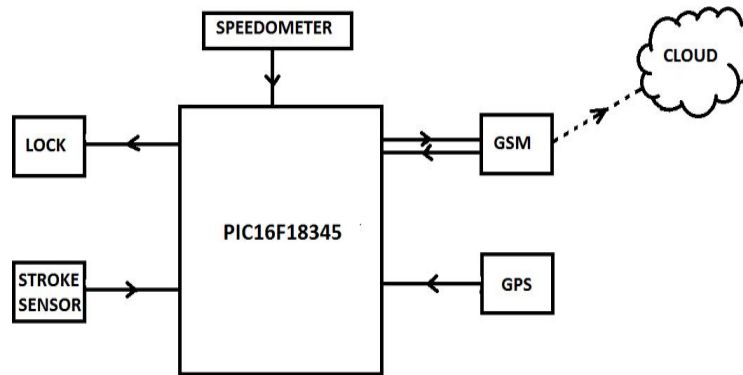 SPEEDOMETER
CLOUD
LOCK
GSM
PIC16F18345
STROKE
SENSOR
GPS